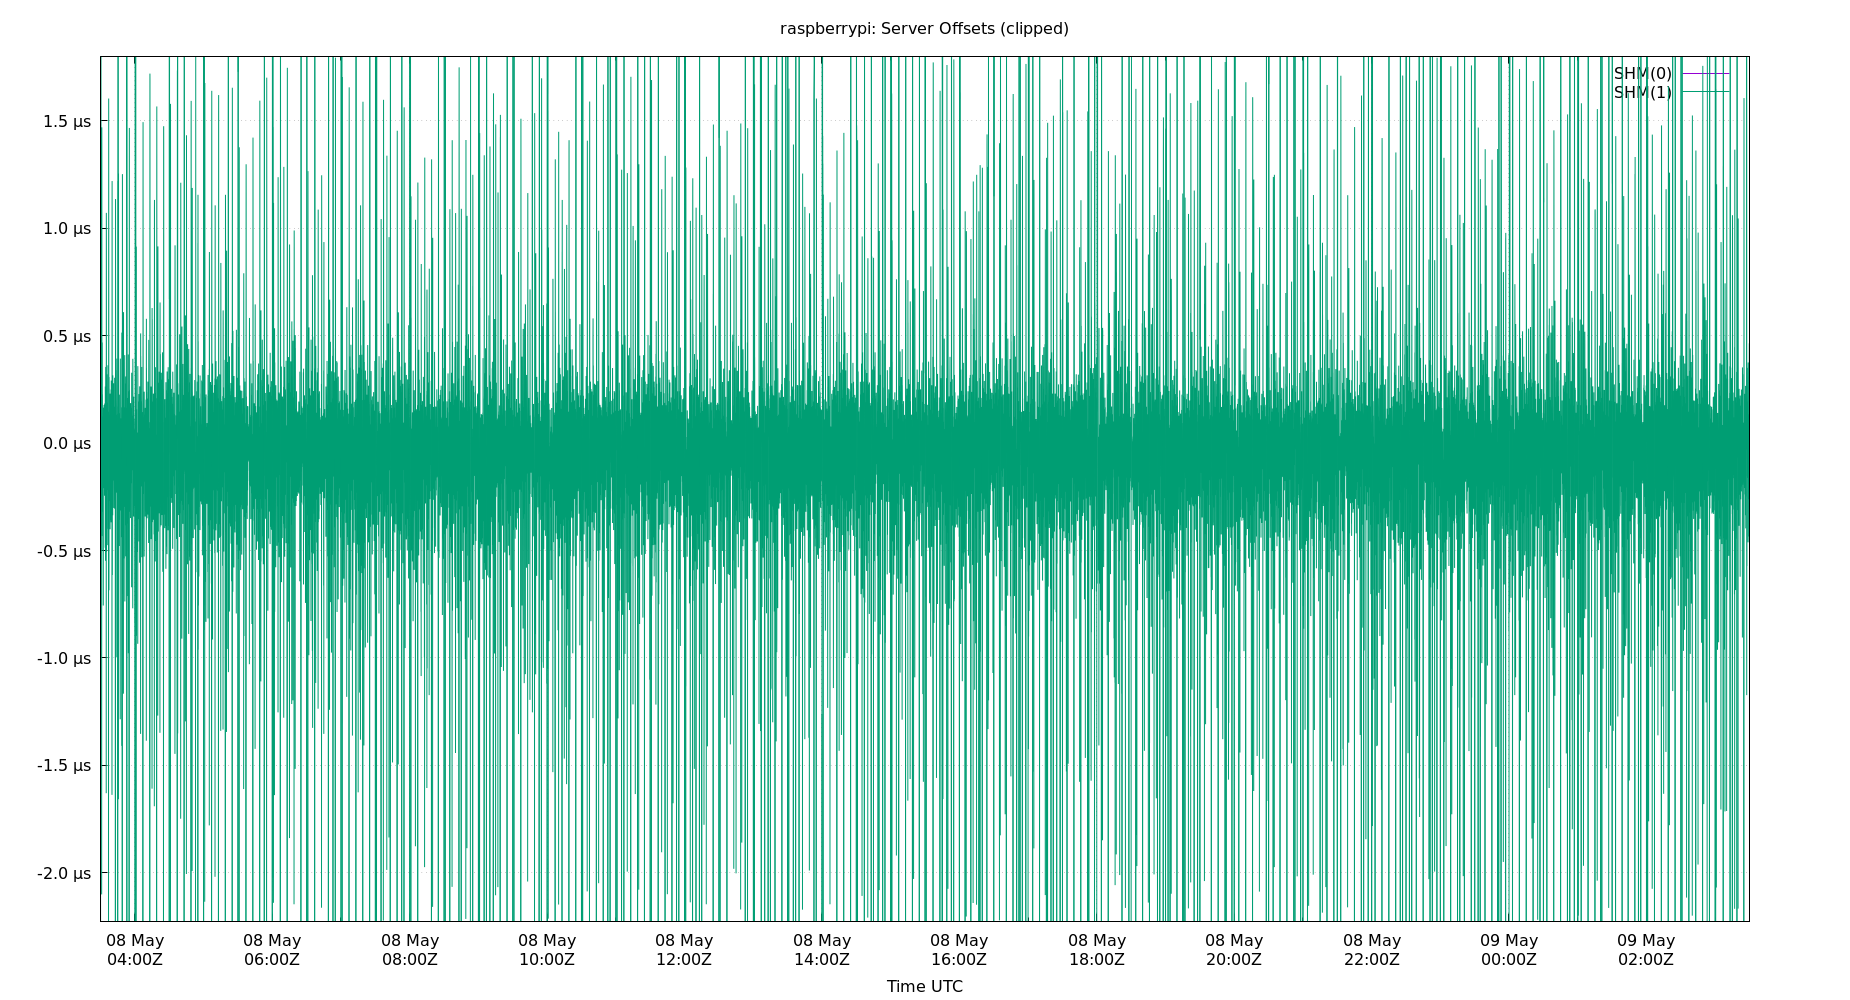 raspberrypi: Server Offsets (clipped)
SHM(0)
SHM(1)
1.5 µs
1.0 µs
0.5 µs
0.0 µs
-0.5 µs
-1.0 µs
-1.5 µs
-2.0 µs
08 May 08 May 08 May 08 May 08 May 08 May 08 May 08 May 08 May 08 May 09 May 09 May
04:00Z 06:00Z 08:00Z 10:00Z 12:00Z 14:00Z 16:00Z 18:00Z 20:00Z 22:00Z 00:00Z 02:00Z
Time UTC